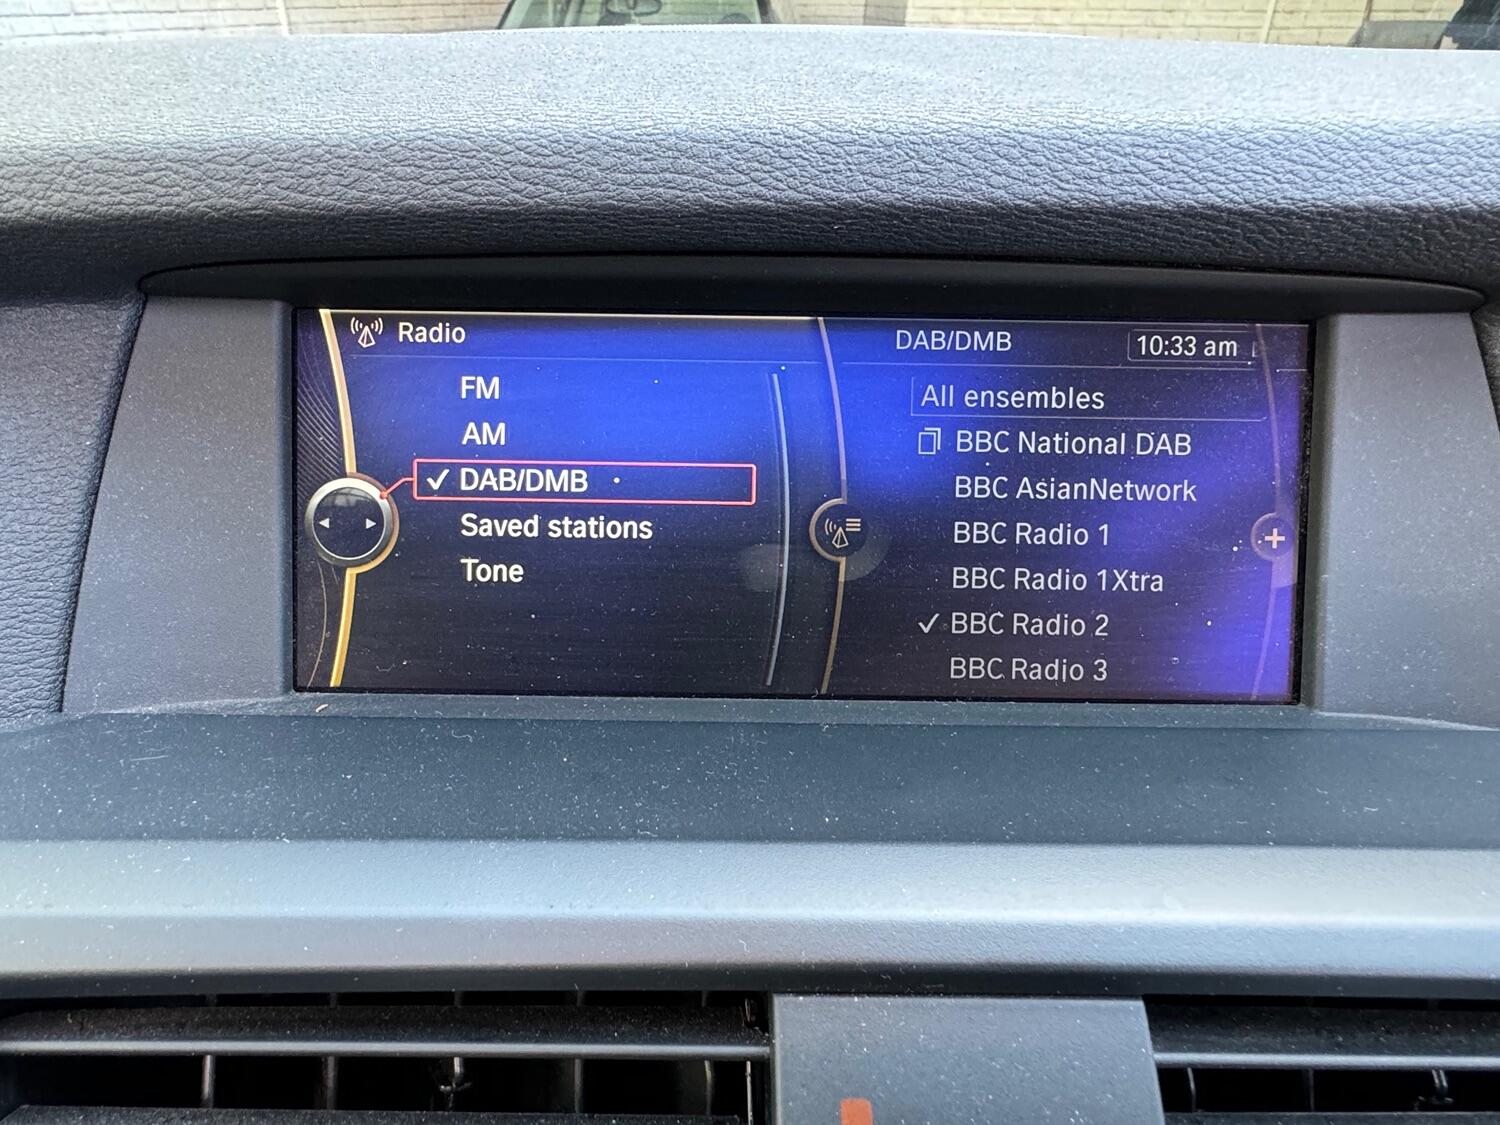 Radio
FM
AM
DAB/DMB
Saved stations
Tone
DAB/DMB
10:33 am
All ensembles
BBC National DAB
BBC AsianNetwork
BBC Radio 1
BBC Radio 1Xtra
BBC Radio 2
BBC Radio 3